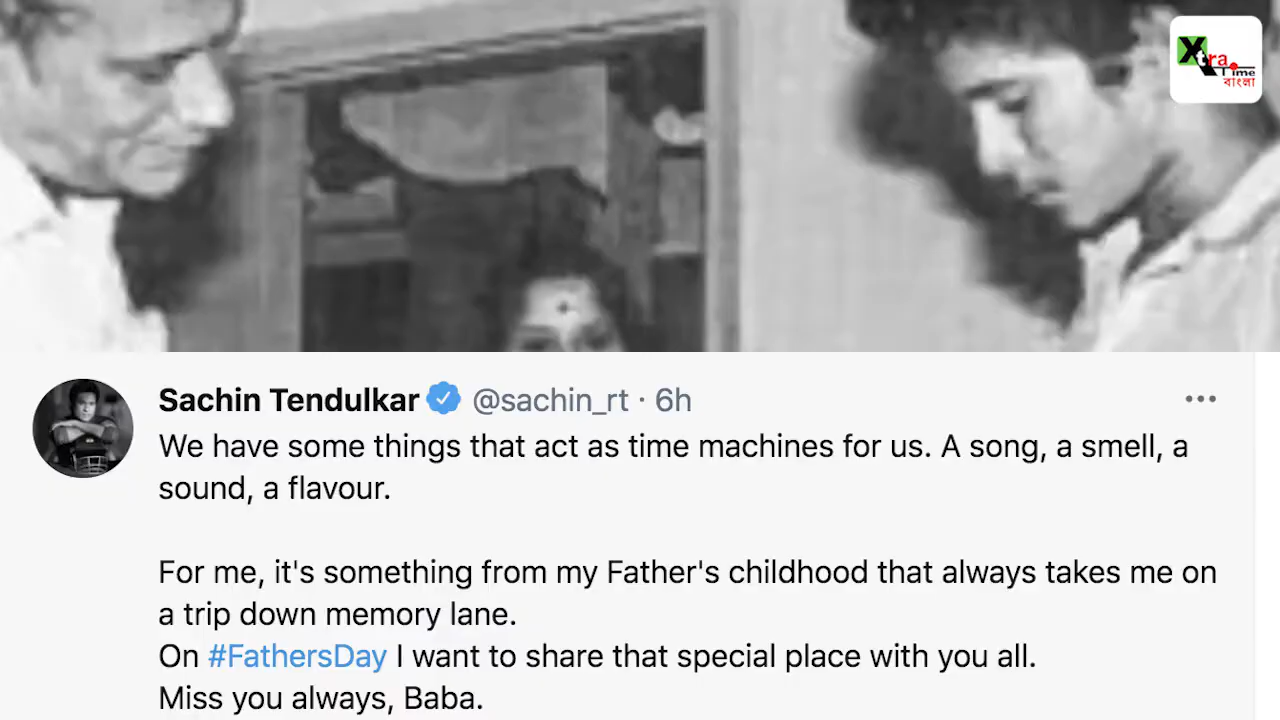 Xtra
Time
বাংলা
Sachin Tendulkar @sachin_rt · 6h
We have some things that act as time machines for us. A song, a smell, a
sound, a flavour.
For me, it's something from my Father's childhood that always takes me on
a trip down memory lane.
On #FathersDay I want to share that special place with you all.
Miss you always, Baba.